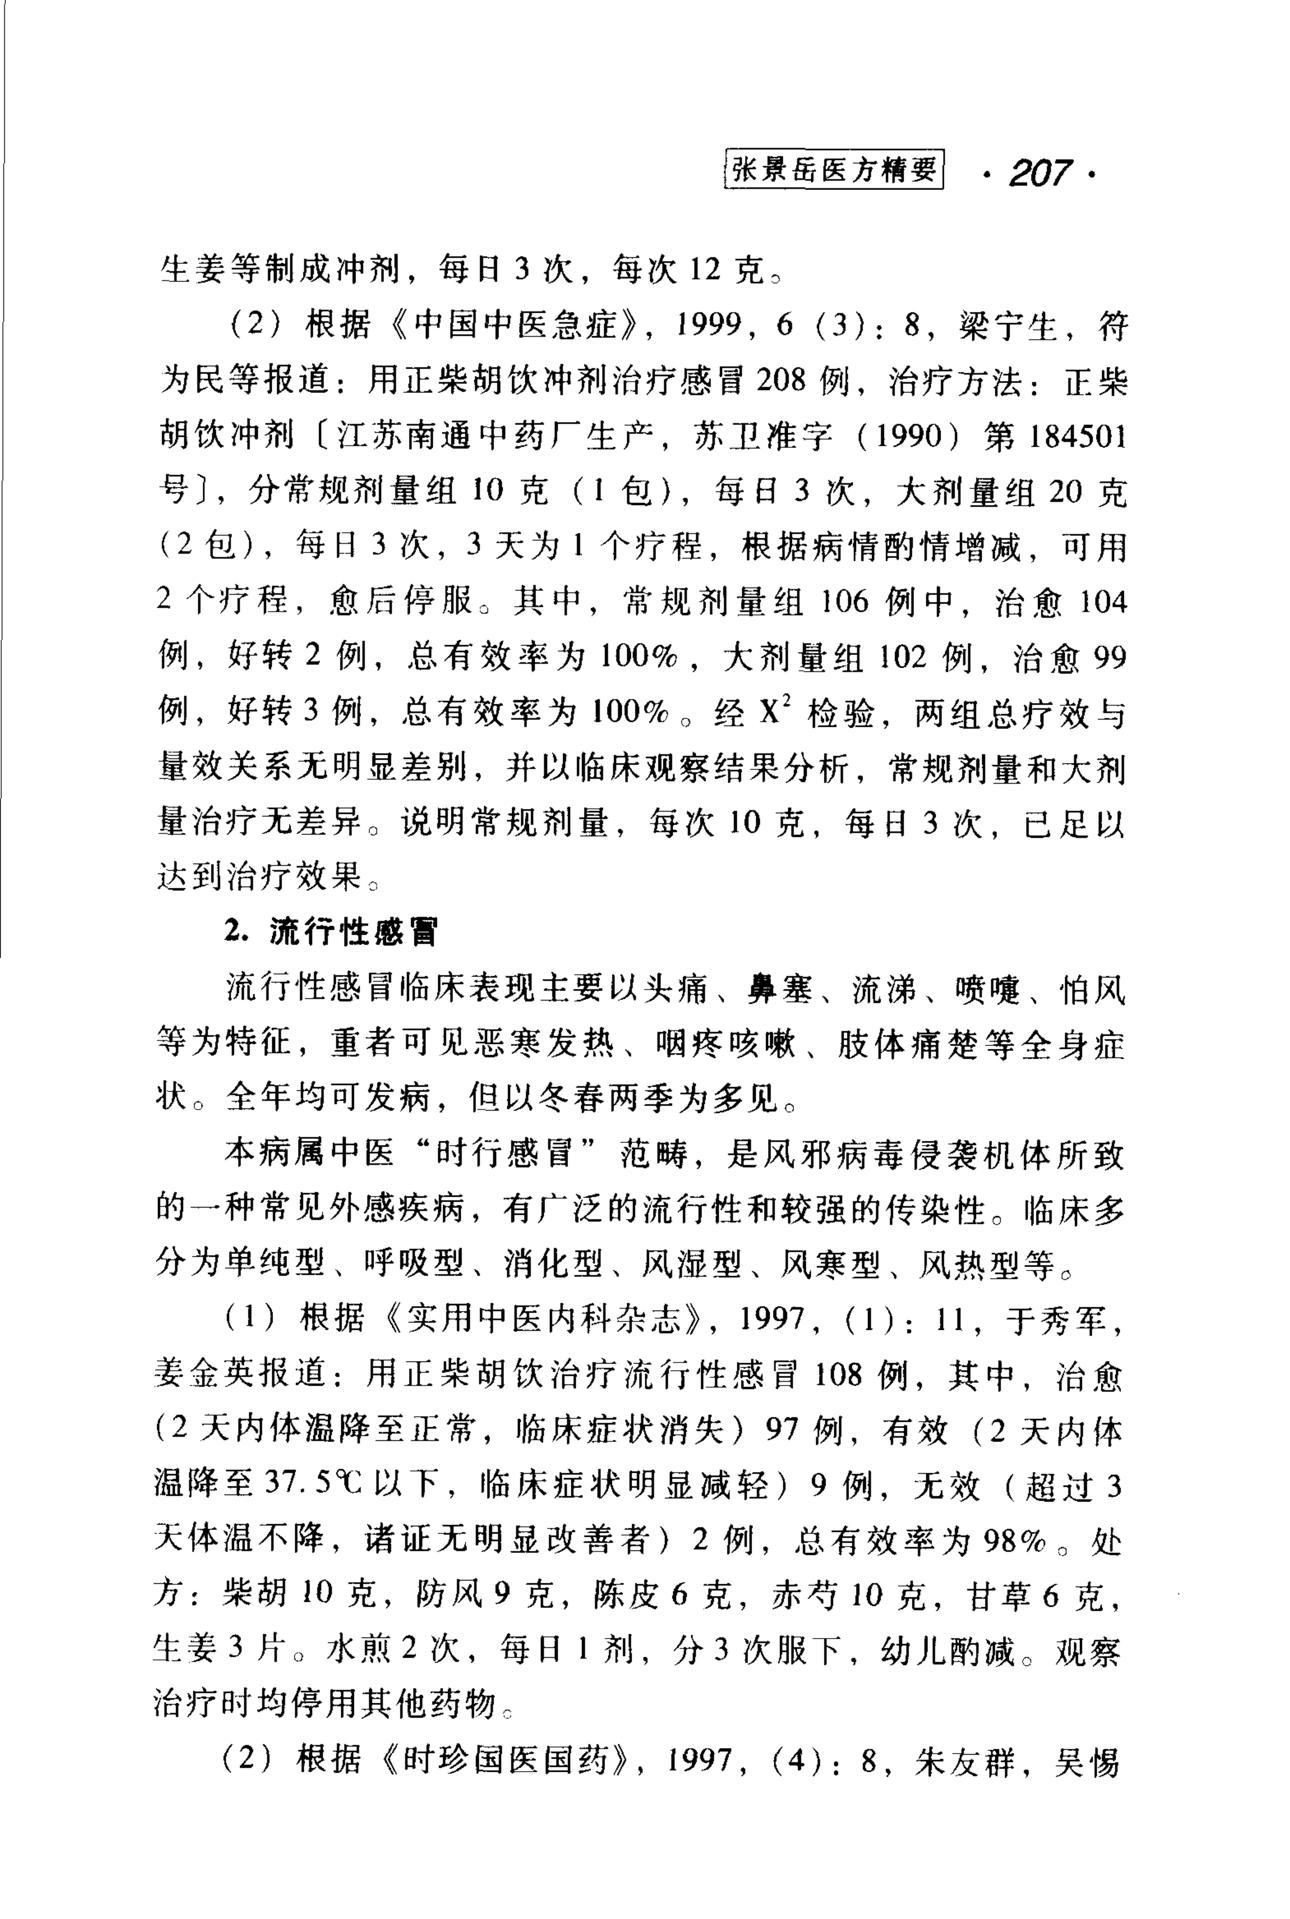 张景岳医方精要 · 207 ·
生姜等制成冲剂，每日 3 次，每次 12 克。
（2）根据《中国中医急症》，1999，6（3）：8，梁宁生，符
为民等报道：用正柴胡饮冲剂治疗感冒 208 例，治疗方法：正柴
胡饮冲剂〔江苏南通中药厂生产，苏卫准字（1990）第 184501
号〕，分常规剂量组 10 克（1 包），每日 3 次，大剂量组 20 克
（2 包），每日 3 次，3 天为 1 个疗程，根据病情酌情增减，可用
2 个疗程，愈后停服。其中，常规剂量组 106 例中，治愈 104
例，好转 2 例，总有效率为 100%，大剂量组 102 例，治愈 99
例，好转 3 例，总有效率为 100%。经 X² 检验，两组总疗效与
量效关系无明显差别，并以临床观察结果分析，常规剂量和大剂
量治疗无差异。说明常规剂量，每次 10 克，每日 3 次，已足以
达到治疗效果。
2. 流行性感冒
流行性感冒临床表现主要以头痛、鼻塞、流涕、喷嚏、怕风
等为特征，重者可见恶寒发热、咽疼咳嗽、肢体痛楚等全身症
状。全年均可发病，但以冬春两季为多见。
本病属中医“时行感冒”范畴，是风邪病毒侵袭机体所致
的一种常见外感疾病，有广泛的流行性和较强的传染性。临床多
分为单纯型、呼吸型、消化型、风湿型、风寒型、风热型等。
（1）根据《实用中医内科杂志》，1997，（1）：11，于秀军，
姜金英报道：用正柴胡饮治疗流行性感冒 108 例，其中，治愈
（2 天内体温降至正常，临床症状消失）97 例，有效（2 天内体
温降至 37.5℃以下，临床症状明显减轻）9 例，无效（超过 3
天体温不降，诸证无明显改善者）2 例，总有效率为 98%。处
方：柴胡 10 克，防风 9 克，陈皮 6 克，赤芍 10 克，甘草 6 克，
生姜 3 片。水煎 2 次，每日 1 剂，分 3 次服下，幼儿酌减。观察
治疗时均停用其他药物。
（2）根据《时珍国医国药》，1997，（4）：8，朱友群，吴惕